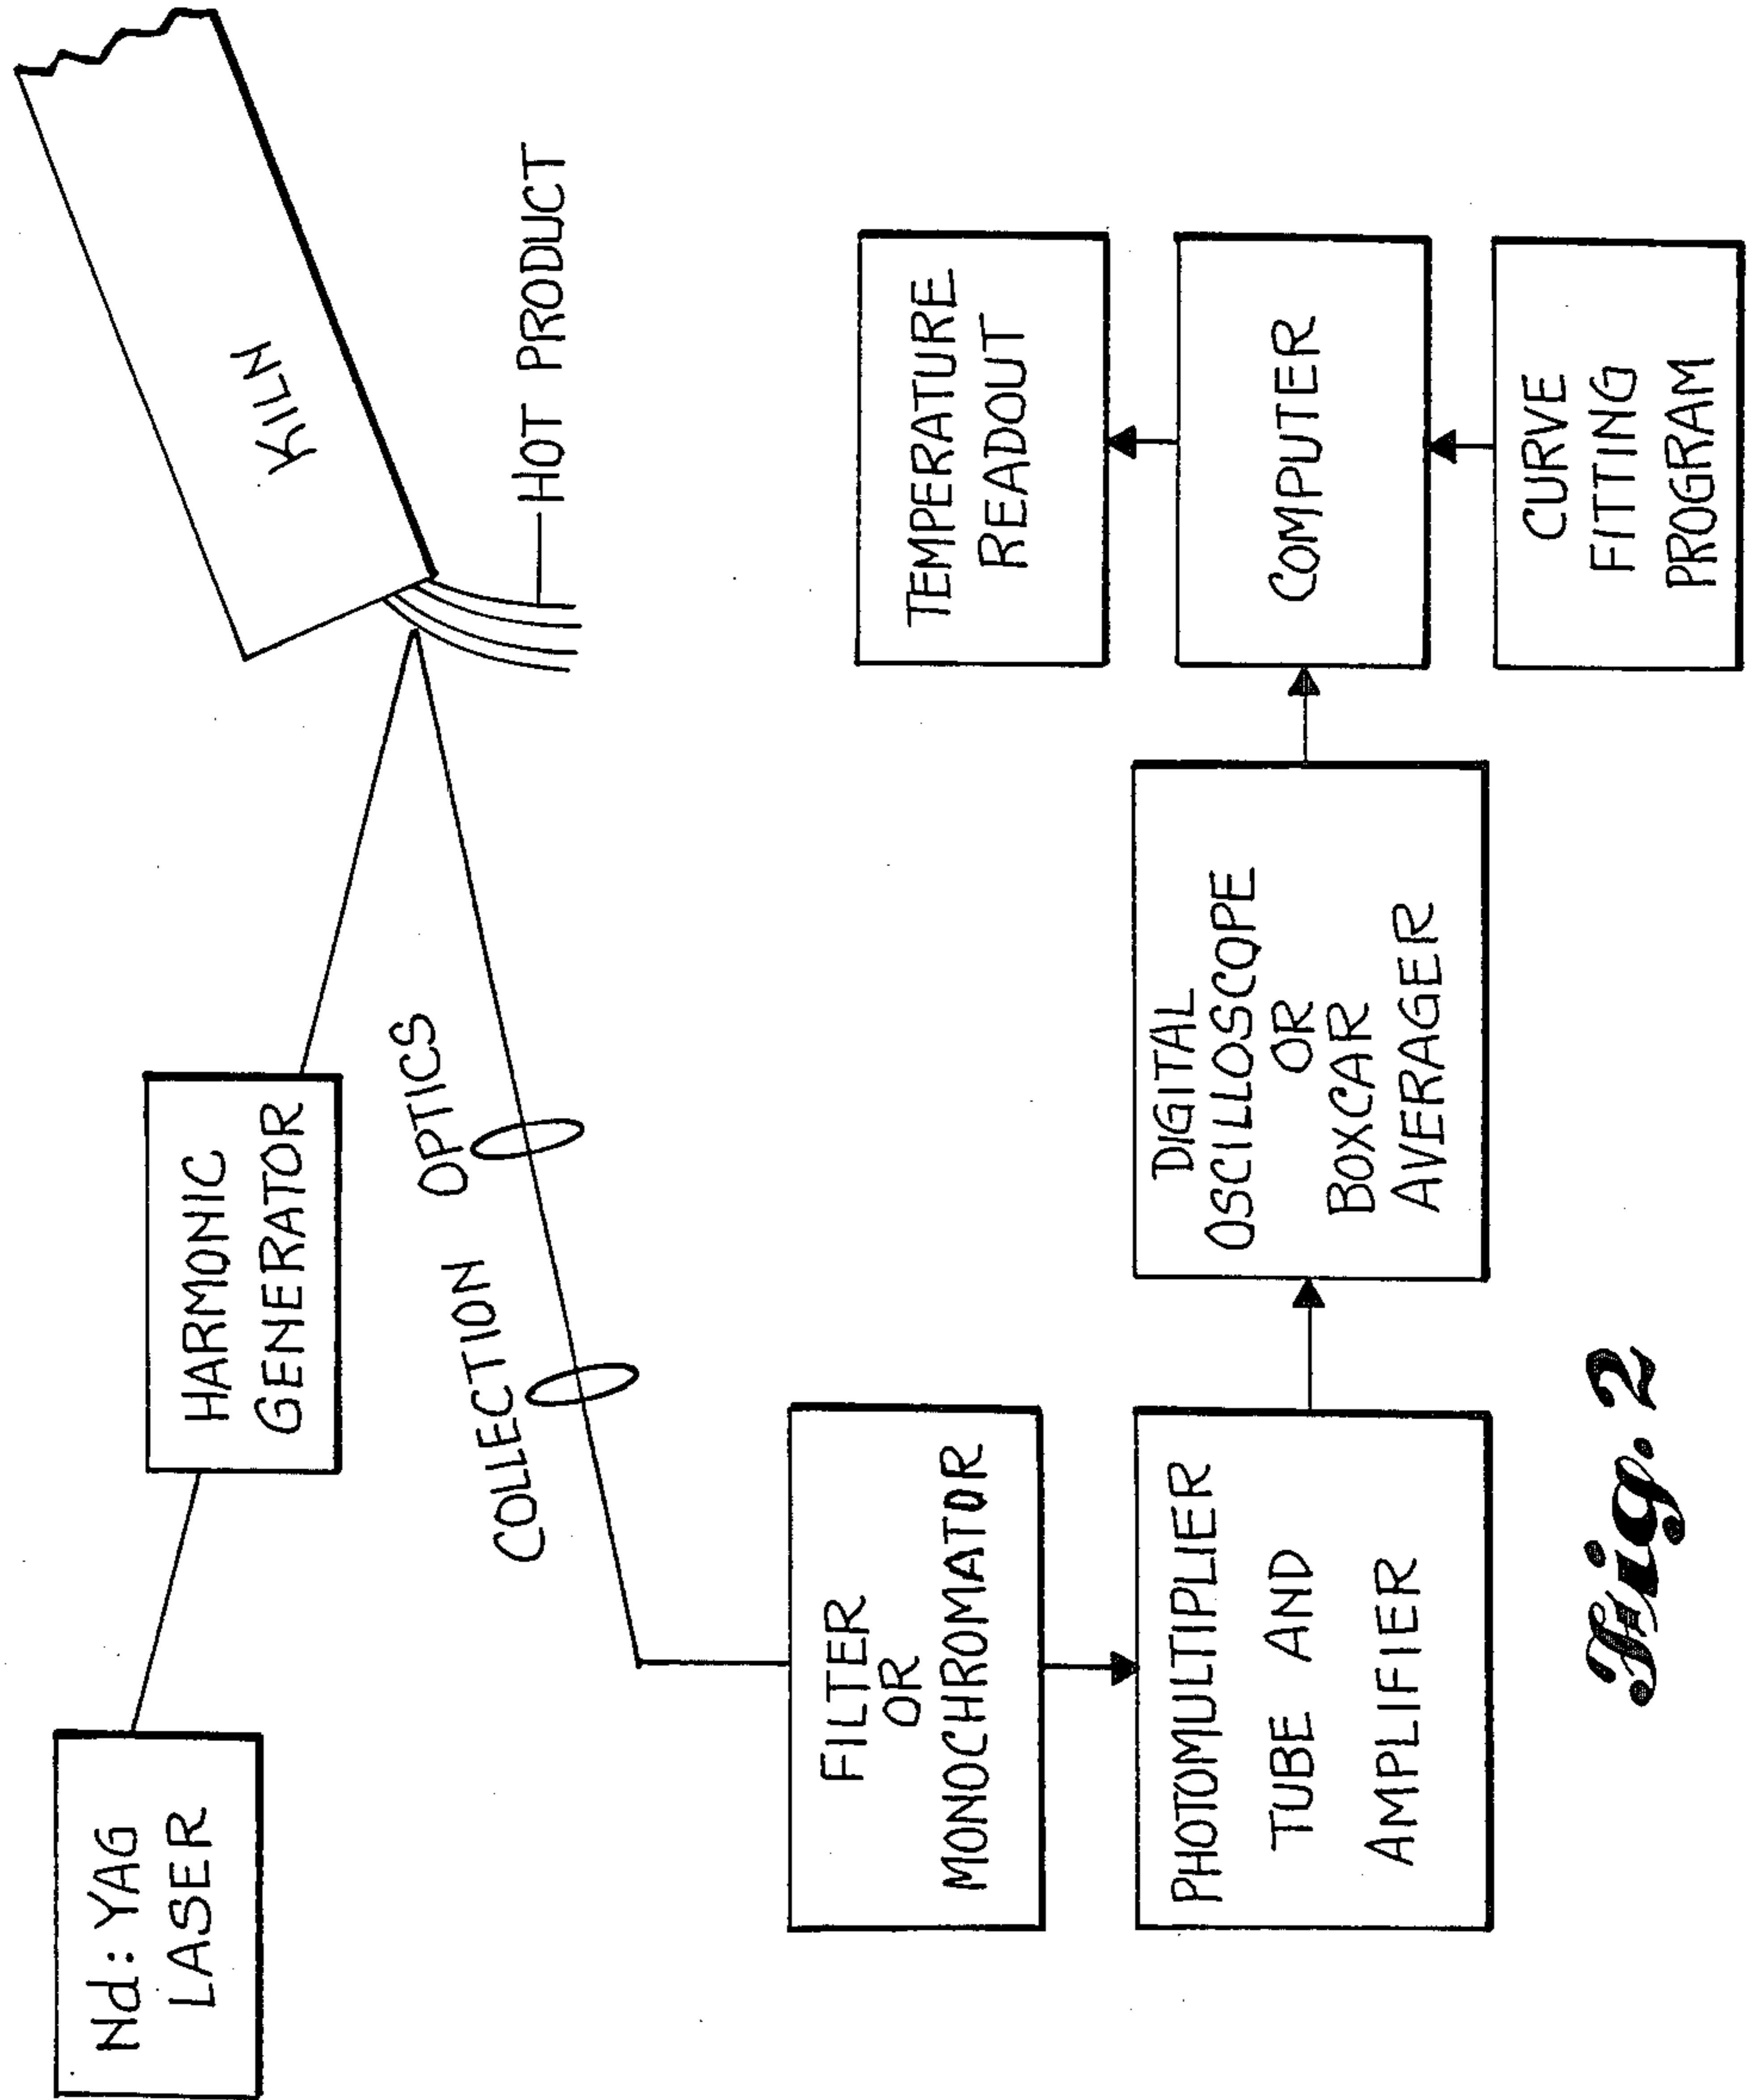 Nd: YAG
LASER
HARMONIC
GENERATOR
KILN
HOT PRODUCT
COLLECTION OPTICS
FILTER
OR
MONOCHROMATOR
PHOTOMULTIPLIER
TUBE AND
AMPLIFIER
DIGITAL
OSCILLOSCOPE
OR
BOXCAR
AVERAGER
TEMPERATURE
READOUT
COMPUTER
CURVE
FITTING
PROGRAM
Fig. 2